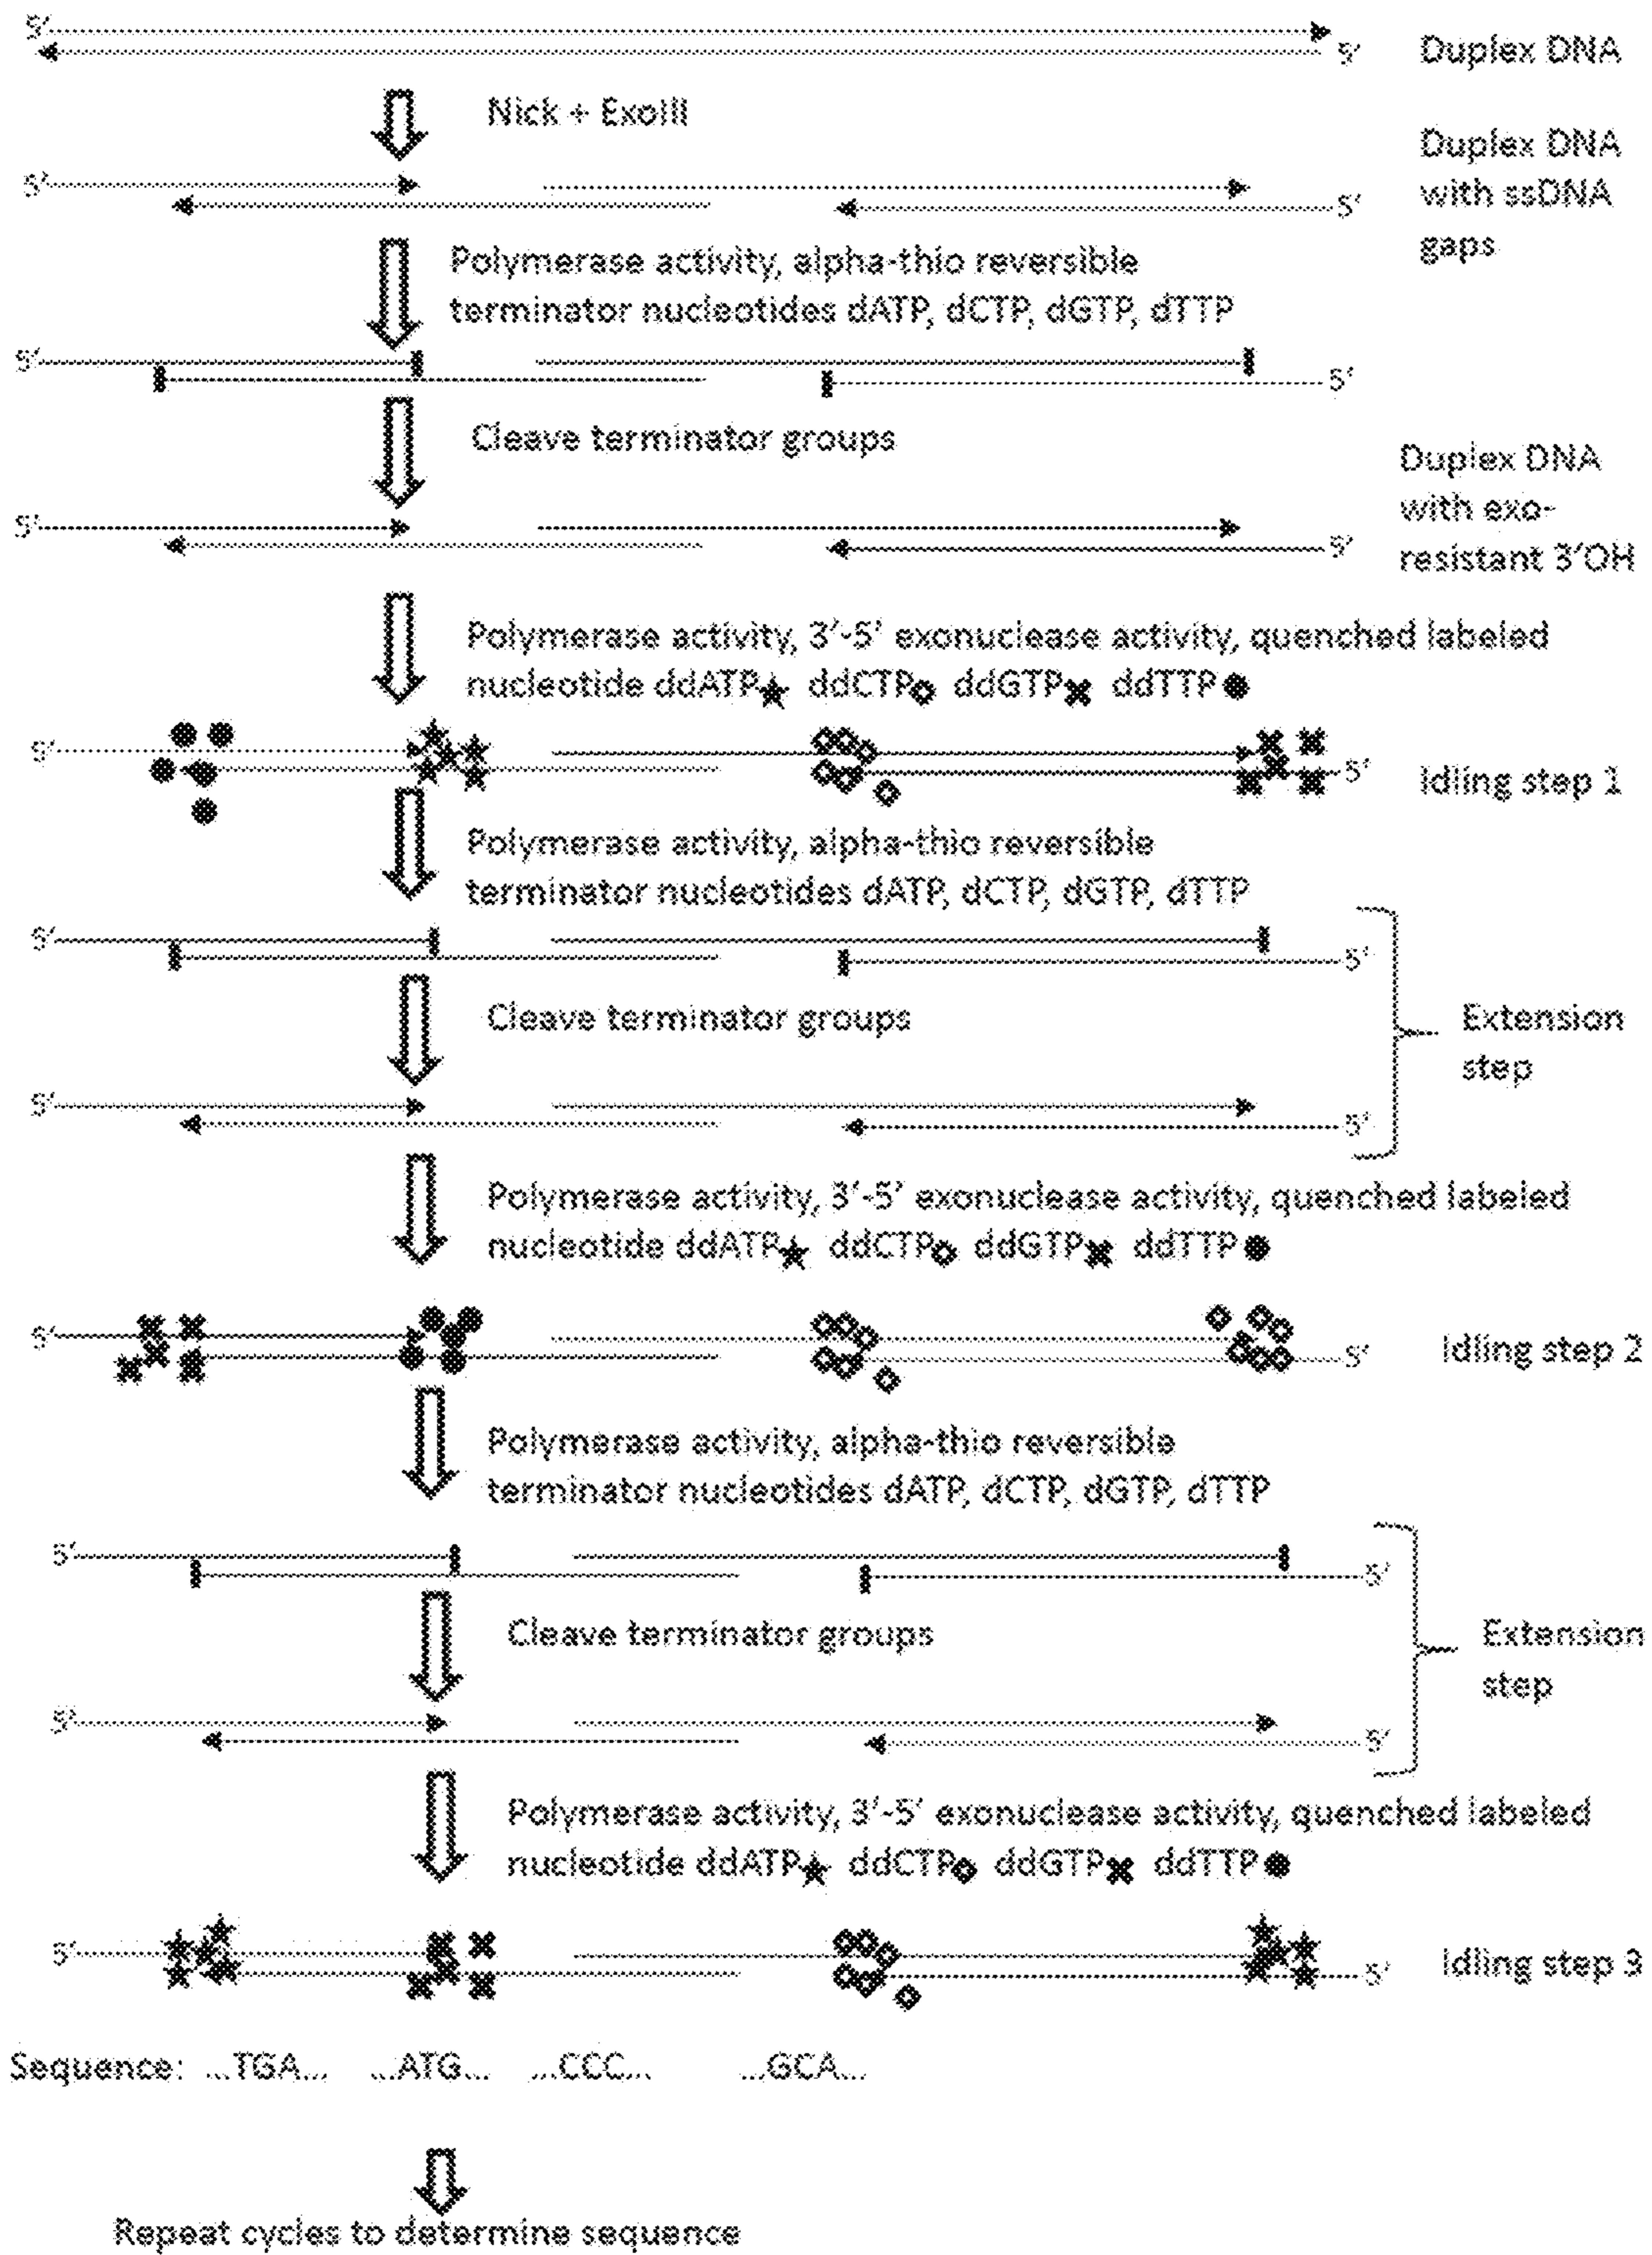 5'
5'
Duplex DNA
Nick + ExoIII
Duplex DNA
with ssDNA
gaps
5'
5'
Polymerase activity, alpha-thio reversible
terminator nucleotides dATP, dCTP, dGTP, dTTP
5'
5'
Cleave terminator groups
Duplex DNA
with exo-
resistant 3'OH
5'
5'
Polymerase activity, 3'-5' exonuclease activity, quenched labeled
nucleotide ddATP ddCTP ddGTP ddTTP
5'
5'
Idling step 1
Polymerase activity, alpha-thio reversible
terminator nucleotides dATP, dCTP, dGTP, dTTP
5'
5'
Cleave terminator groups
Extension
step
5'
5'
Polymerase activity, 3'-5' exonuclease activity, quenched labeled
nucleotide ddATP ddCTP ddGTP ddTTP
5'
5'
Idling step 2
Polymerase activity, alpha-thio reversible
terminator nucleotides dATP, dCTP, dGTP, dTTP
5'
5'
Cleave terminator groups
Extension
step
5'
5'
Polymerase activity, 3'-5' exonuclease activity, quenched labeled
nucleotide ddATP ddCTP ddGTP ddTTP
5'
5'
Idling step 3
Sequence: ...TGA... ...ATG... ...CCC... ...GCA...
Repeat cycles to determine sequence